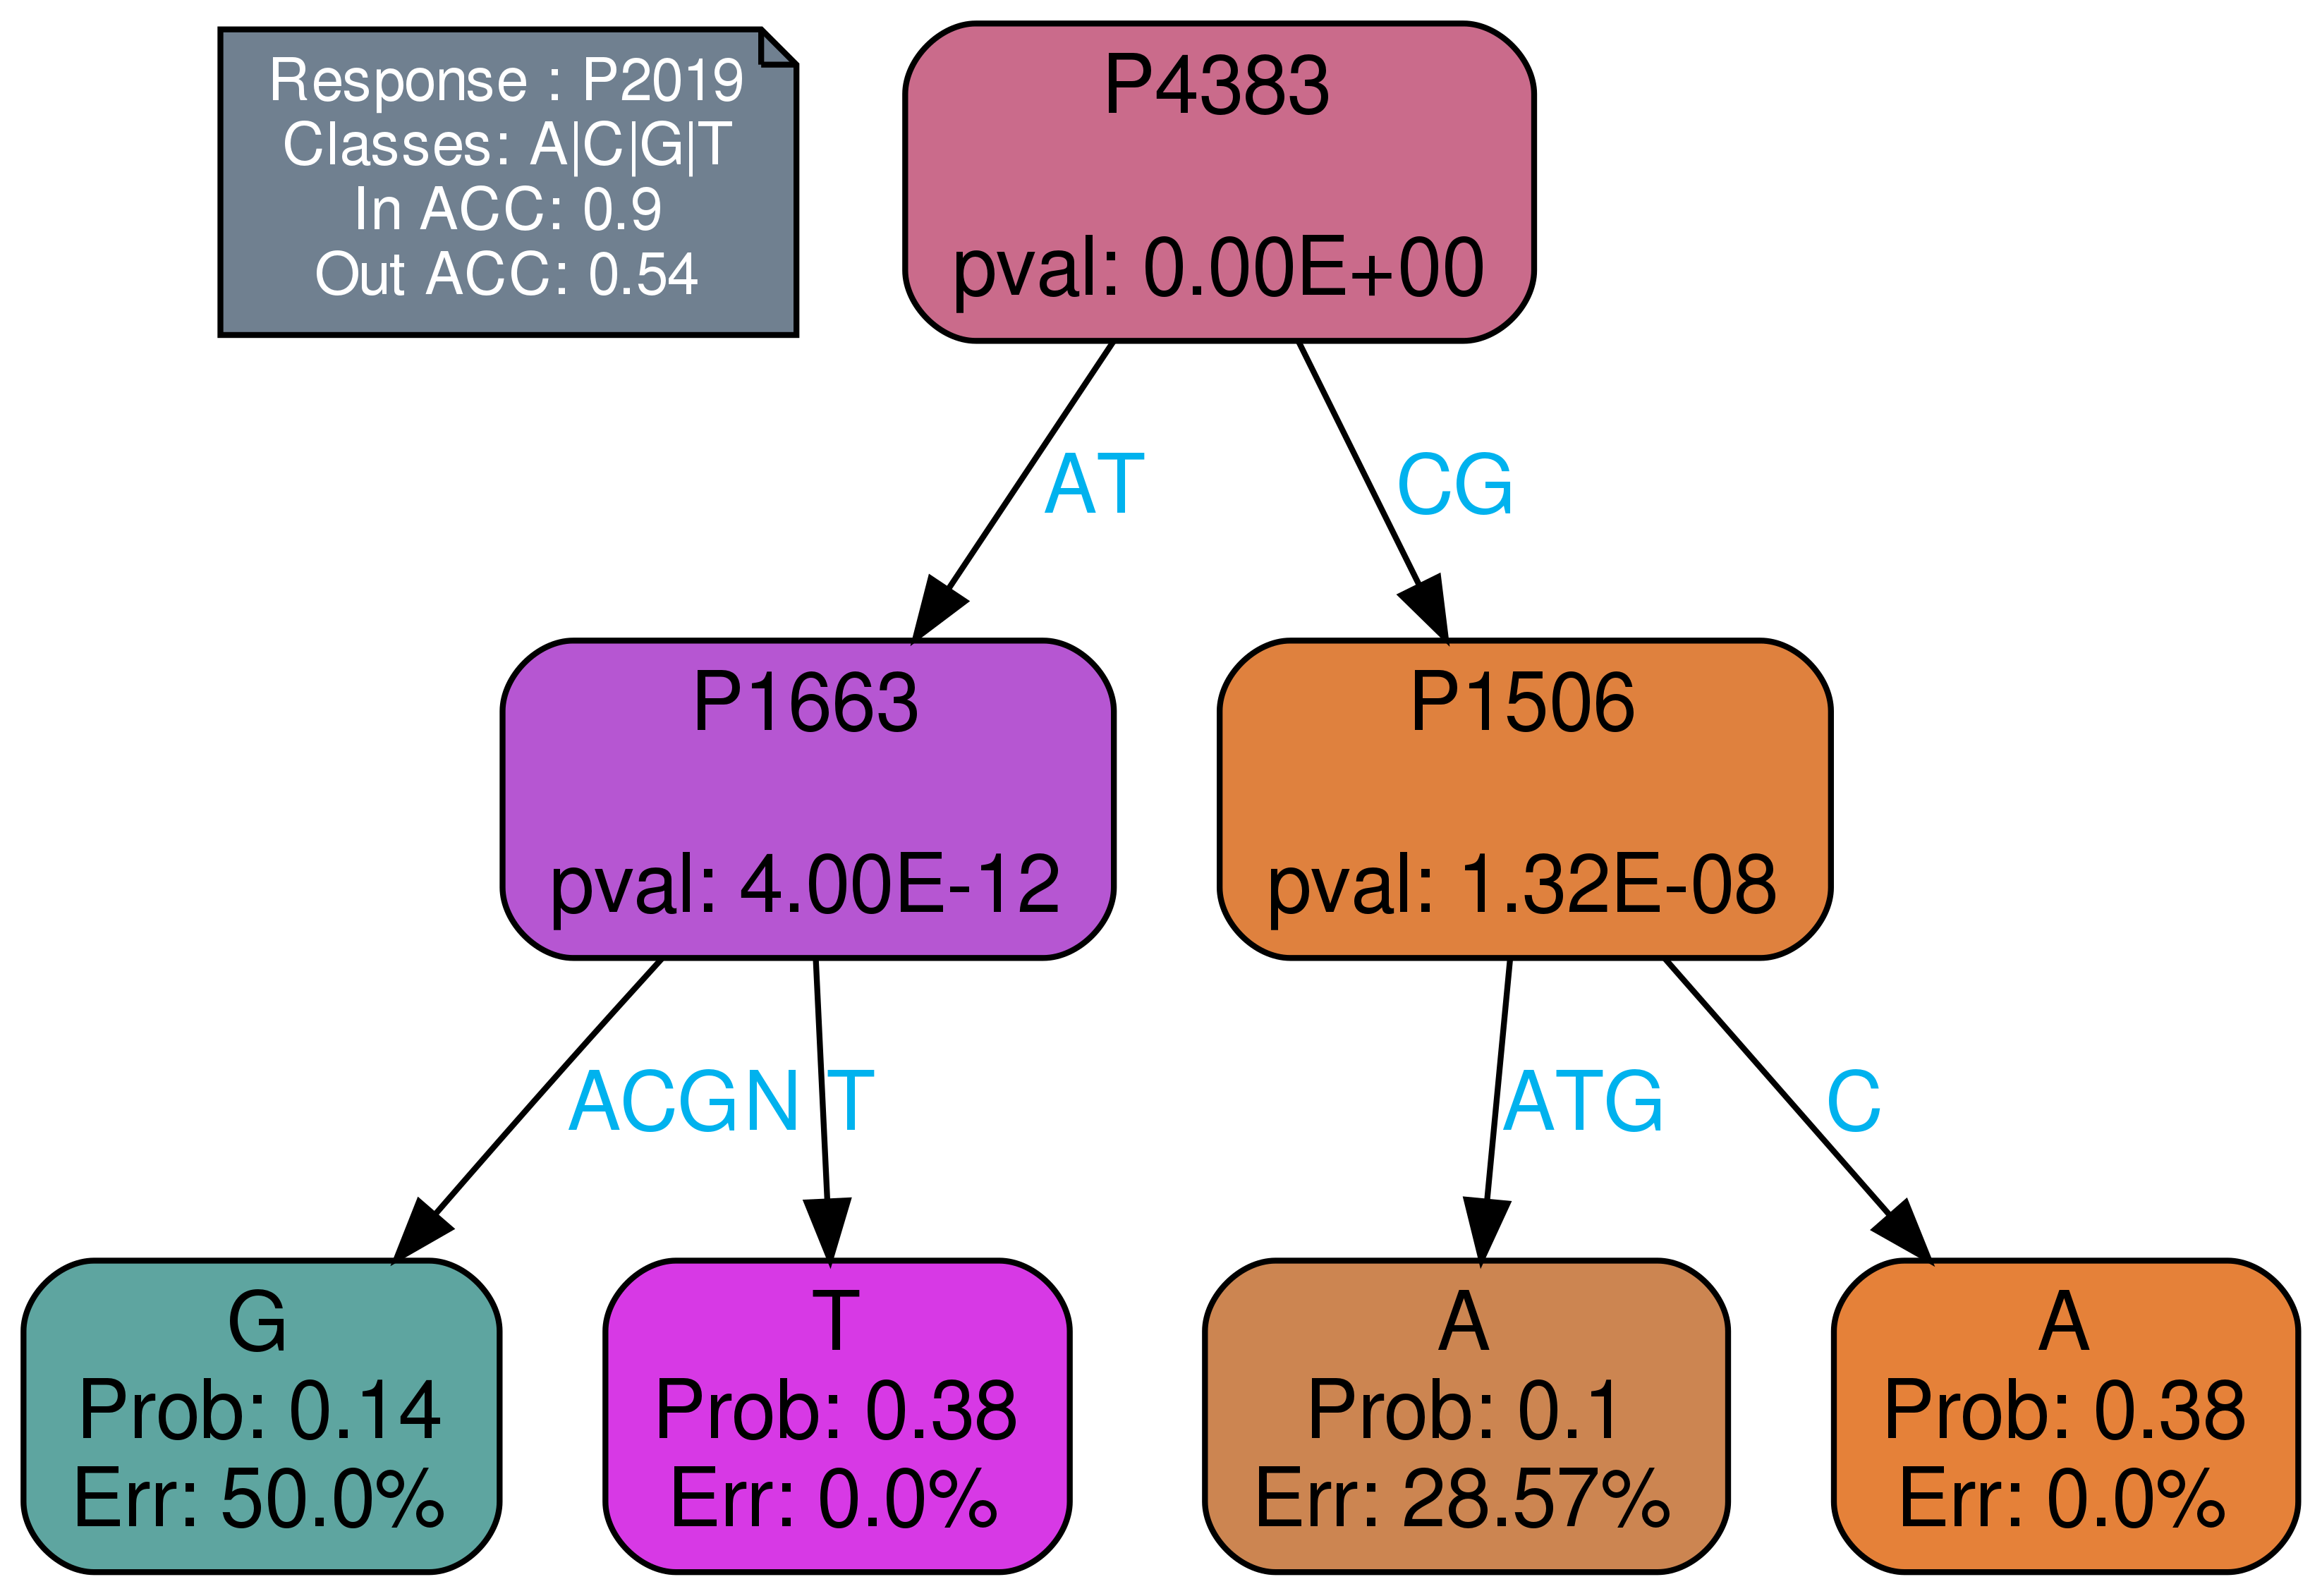 Response : P2019
Classes: A|C|G|T
In ACC: 0.9
Out ACC: 0.54
P4383
pval: 0.00E+00
AT
CG
P1663
pval: 4.00E-12
P1506
pval: 1.32E-08
ACGN
T
ATG
C
G
Prob: 0.14
Err: 50.0%
T
Prob: 0.38
Err: 0.0%
A
Prob: 0.1
Err: 28.57%
A
Prob: 0.38
Err: 0.0%